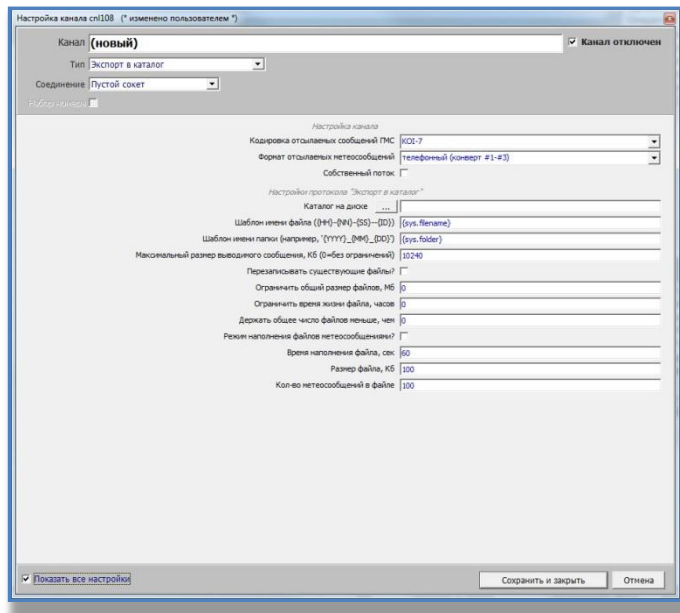 Настройка канала cnl108 (* изменено пользователем *)
Канал (новый) Канал отключен
Тип Экспорт в каталог
Соединение Пустой сокет
Набор номера
Настройка канала
Кодировка отсылаемых сообщений ГМС KOI-7
Формат отсылаемых метеосообщений телефонный (конверт #1-#3)
Собственный поток
Настройки протокола "Экспорт в каталог"
Каталог на диске ...
Шаблон имени файла ({HH}-{NN}-{SS}---{ID}) {sys.filename}
Шаблон имени папки (например, '{YYYY}_{MM}_{DD}') {sys.folder}
Максимальный размер выводимого сообщения, Кб (0=без ограничений) 10240
Перезаписывать существующие файлы?
Ограничить общий размер файлов, Мб 0
Ограничить время жизни файла, часов 0
Держать общее число файлов меньше, чем 0
Режим наполнения файлов метеосообщениями?
Время наполнения файла, сек 60
Размер файла, Кб 100
Кол-во метеосообщений в файле 100
Показать все настройки Сохранить и закрыть Отмена